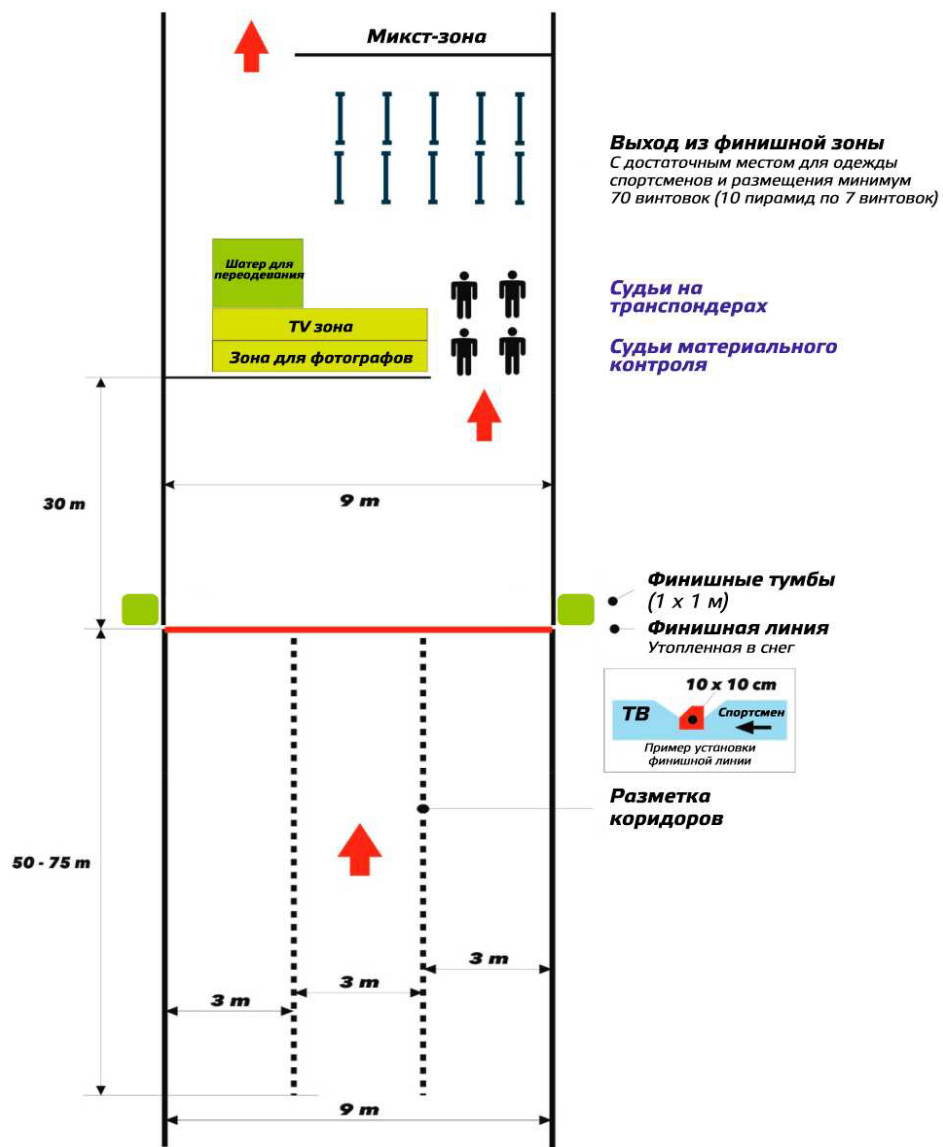 Микст-зона
Выход из финишной зоны
С достаточным местом для одежды
спортсменов и размещения минимум
70 винтовок (10 пирамид по 7 винтовок)
Шатер для
переодевания
TV зона
Зона для фотографов
Судьи на
транспондерах
Судьи материального
контроля
30 m
9 m
Финишные тумбы
(1 x 1 м)
Финишная линия
Утопленная в снег
10 x 10 cm
ТВ
Спортсмен
Пример установки
финишной линии
Разметка
коридоров
50 - 75 m
3 m
3 m
3 m
9 m